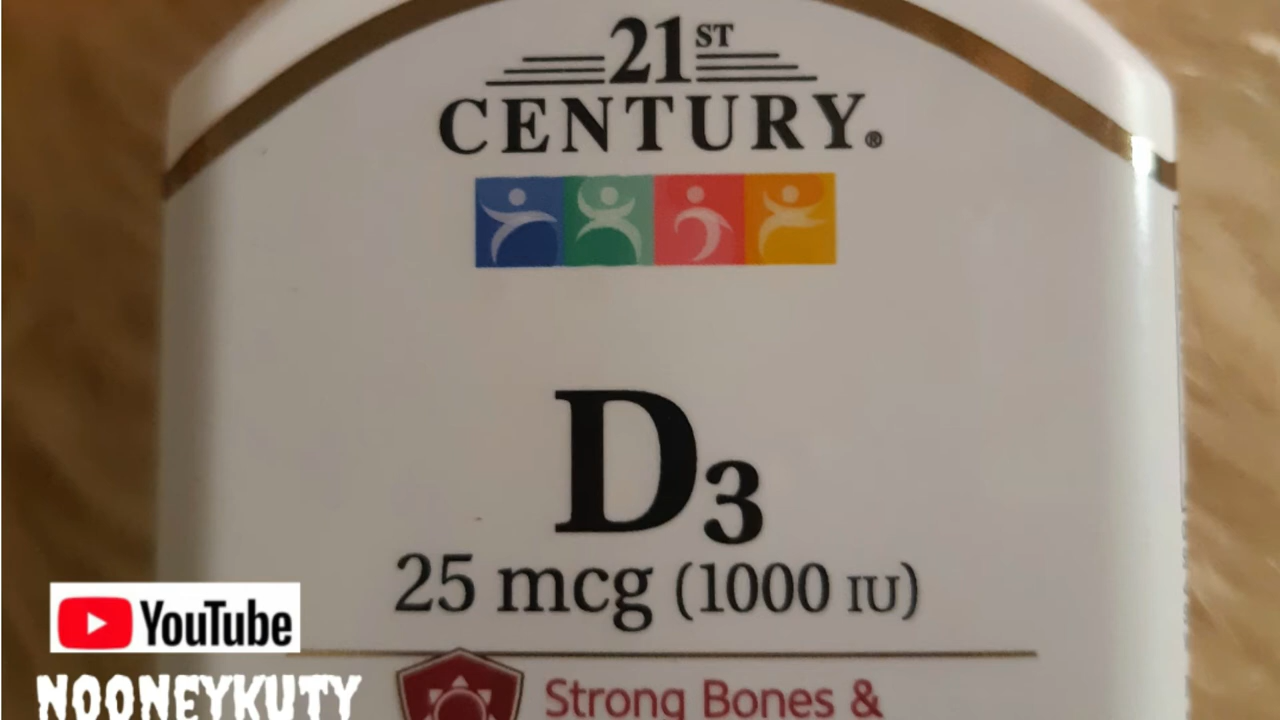 21ST
CENTURY®
D3
25 mcg (1000 IU)
Strong Bones &
YouTube
NOONEYKUTY